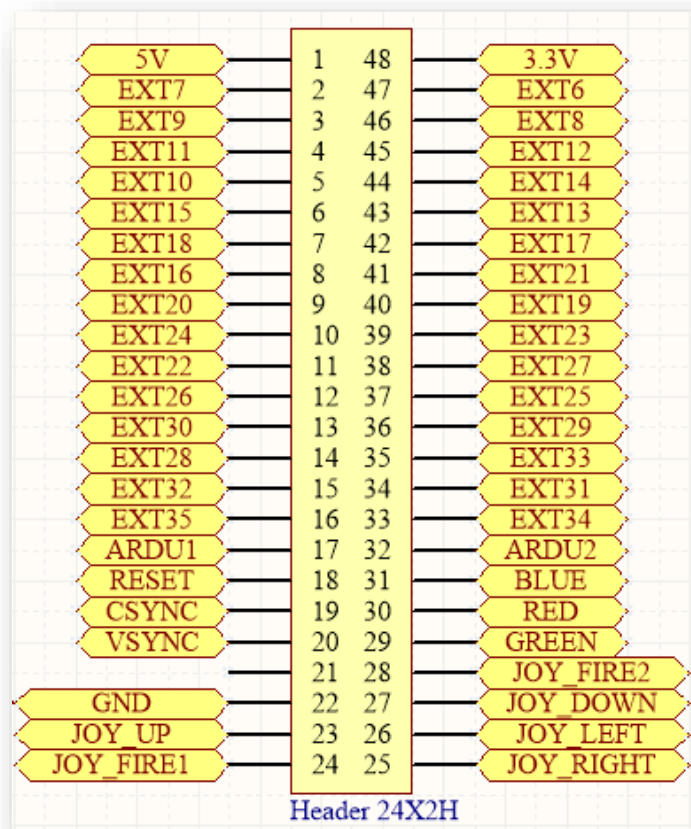 5V 1 48 3.3V
EXT7 2 47 EXT6
EXT9 3 46 EXT8
EXT11 4 45 EXT12
EXT10 5 44 EXT14
EXT15 6 43 EXT13
EXT18 7 42 EXT17
EXT16 8 41 EXT21
EXT20 9 40 EXT19
EXT24 10 39 EXT23
EXT22 11 38 EXT27
EXT26 12 37 EXT25
EXT30 13 36 EXT29
EXT28 14 35 EXT33
EXT32 15 34 EXT31
EXT35 16 33 EXT34
ARDU1 17 32 ARDU2
RESET 18 31 BLUE
CSYNC 19 30 RED
VSYNC 20 29 GREEN
21 28 JOY_FIRE2
GND 22 27 JOY_DOWN
JOY_UP 23 26 JOY_LEFT
JOY_FIRE1 24 25 JOY_RIGHT
Header 24X2H